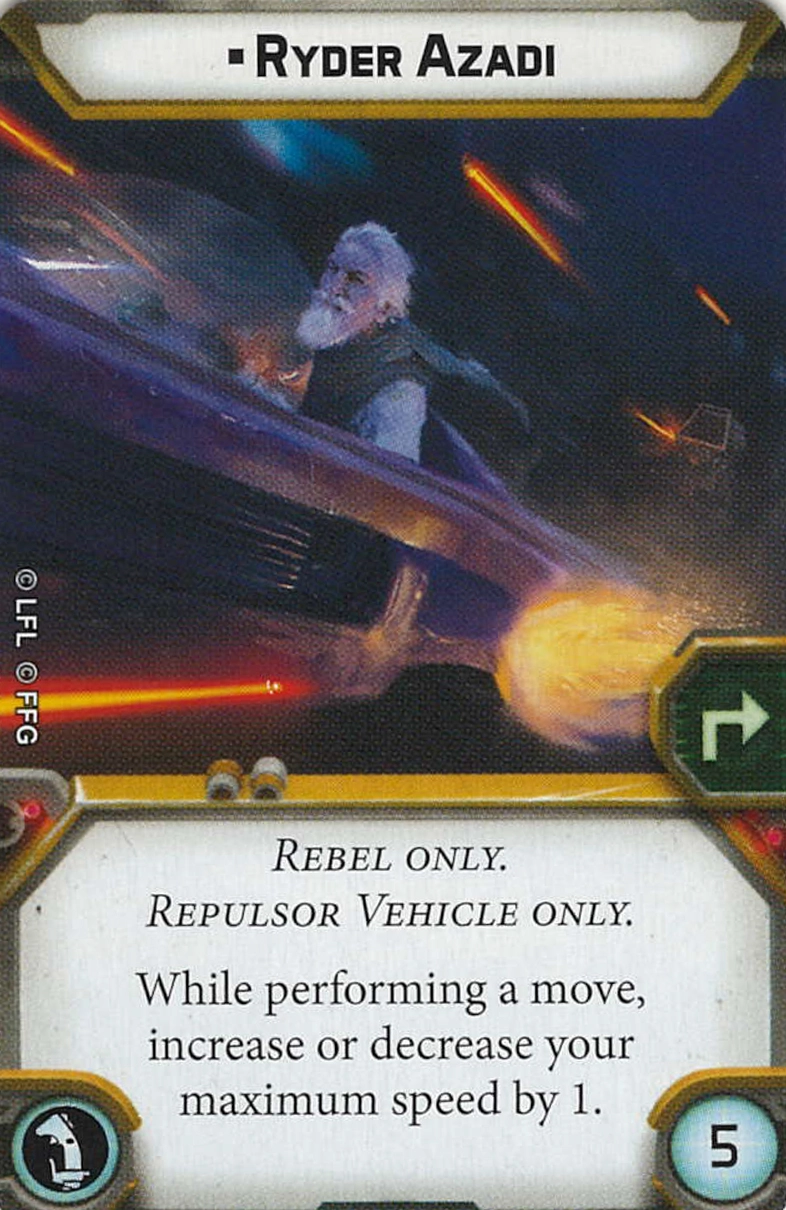 ▪ Ryder Azadi
© LFL © FFG
Rebel only.
Repulsor Vehicle only.
While performing a move,
increase or decrease your
maximum speed by 1.
5